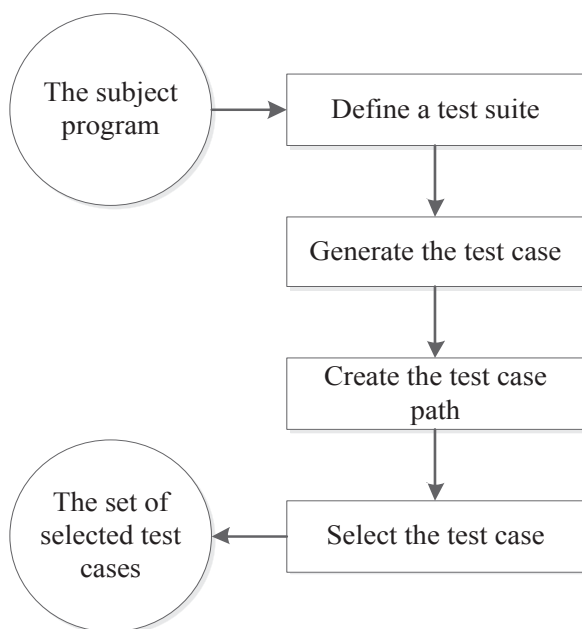 The subject
program
Define a test suite
Generate the test case
Create the test case
path
Select the test case
The set of
selected test
cases